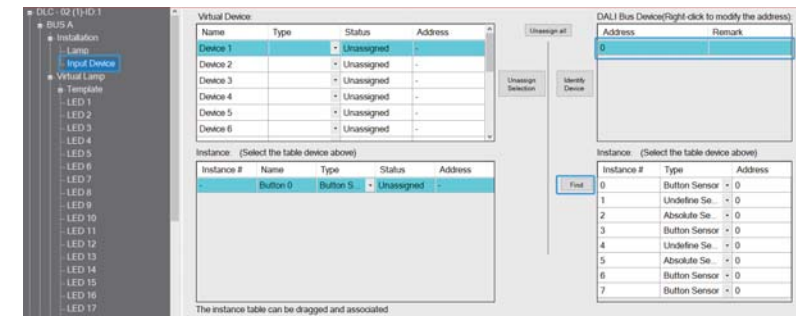 DLC - 02 (1)-ID:1
BUS A
Installation
Lamp
Input Device
Virtual Lamp
Template
LED 1
LED 2
LED 3
LED 4
LED 5
LED 6
LED 7
LED 8
LED 9
LED 10
LED 11
LED 12
LED 13
LED 14
LED 15
LED 16
LED 17
Virtual Device:
Name Type Status Address
Device 1 Unassigned -
Device 2 Unassigned -
Device 3 Unassigned -
Device 4 Unassigned -
Device 5 Unassigned -
Device 6 Unassigned -
Instance: (Select the table device above)
Instance # Name Type Status Address
- Button 0 Button S... Unassigned -
The instance table can be dragged and associated
Unassign all
Unassign Selection
Identify Device
Find
DALI Bus Device(Right-click to modify the address)
Address Remark
0
Instance: (Select the table device above)
Instance # Type Address
0 Button Sensor 0
1 Undefine Se... 0
2 Absolute Se... 0
3 Button Sensor 0
4 Undefine Se... 0
5 Absolute Se... 0
6 Button Sensor 0
7 Button Sensor 0